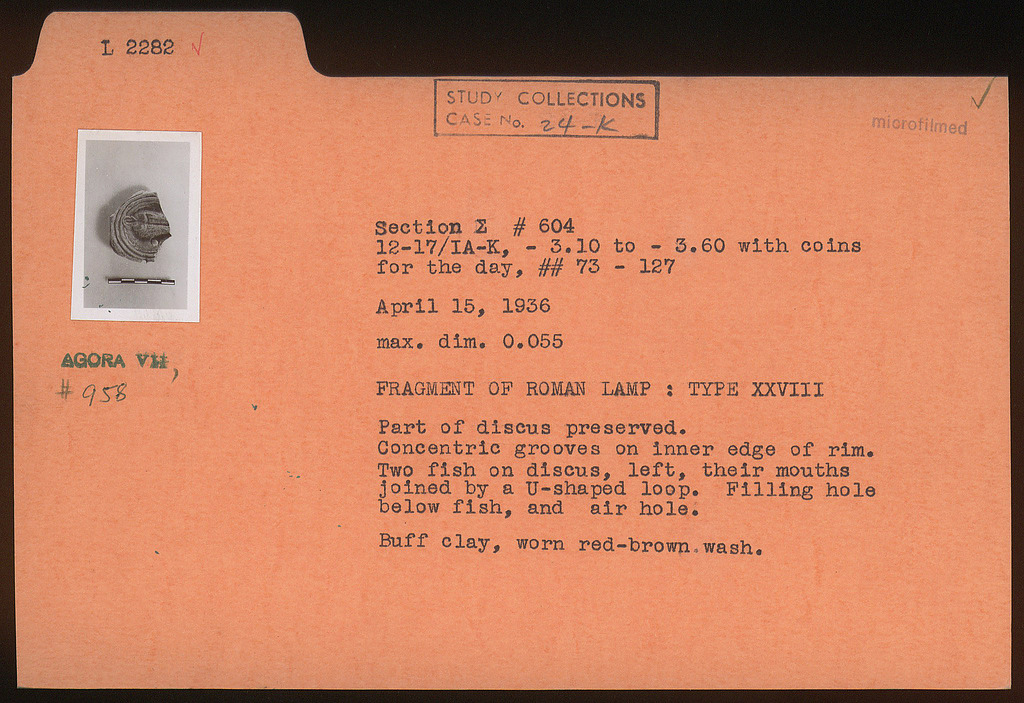 L 2282 √
STUDY COLLECTIONS
CASE No. 24-K
microfilmed
Section Σ # 604
12-17/IA-K, - 3.10 to - 3.60 with coins
for the day, ## 73 - 127
April 15, 1936
max. dim. 0.055
AGORA VII,
# 958
FRAGMENT OF ROMAN LAMP : TYPE XXVIII
Part of discus preserved.
Concentric grooves on inner edge of rim.
Two fish on discus, left, their mouths
joined by a U-shaped loop. Filling hole
below fish, and air hole.
Buff clay, worn red-brown wash.